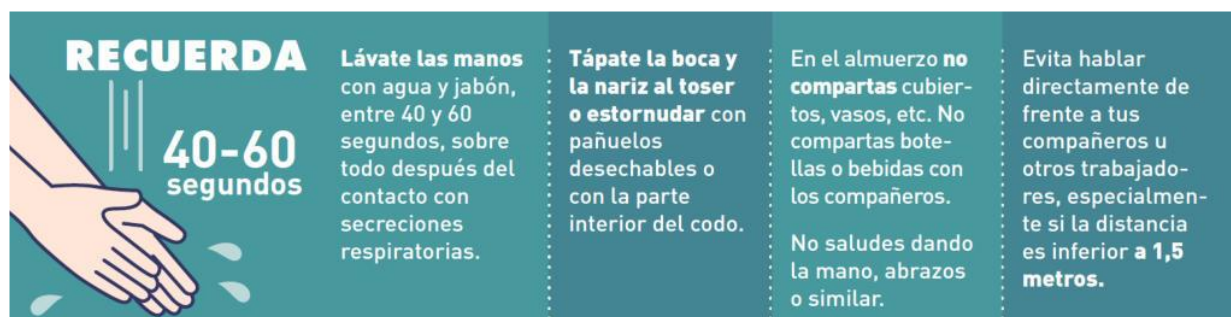 RECUERDA
40-60
segundos
Lávate las manos
con agua y jabón,
entre 40 y 60
segundos, sobre
todo después del
contacto con
secreciones
respiratorias.
Tápate la boca y
la nariz al toser
o estornudar con
pañuelos
desechables o
con la parte
interior del codo.
En el almuerzo no
compartas cubier-
tos, vasos, etc. No
compartas bote-
llas o bebidas con
los compañeros.
No saludes dando
la mano, abrazos
o similar.
Evita hablar
directamente de
frente a tus
compañeros u
otros trabajado-
res, especialmen-
te si la distancia
es inferior a 1,5
metros.